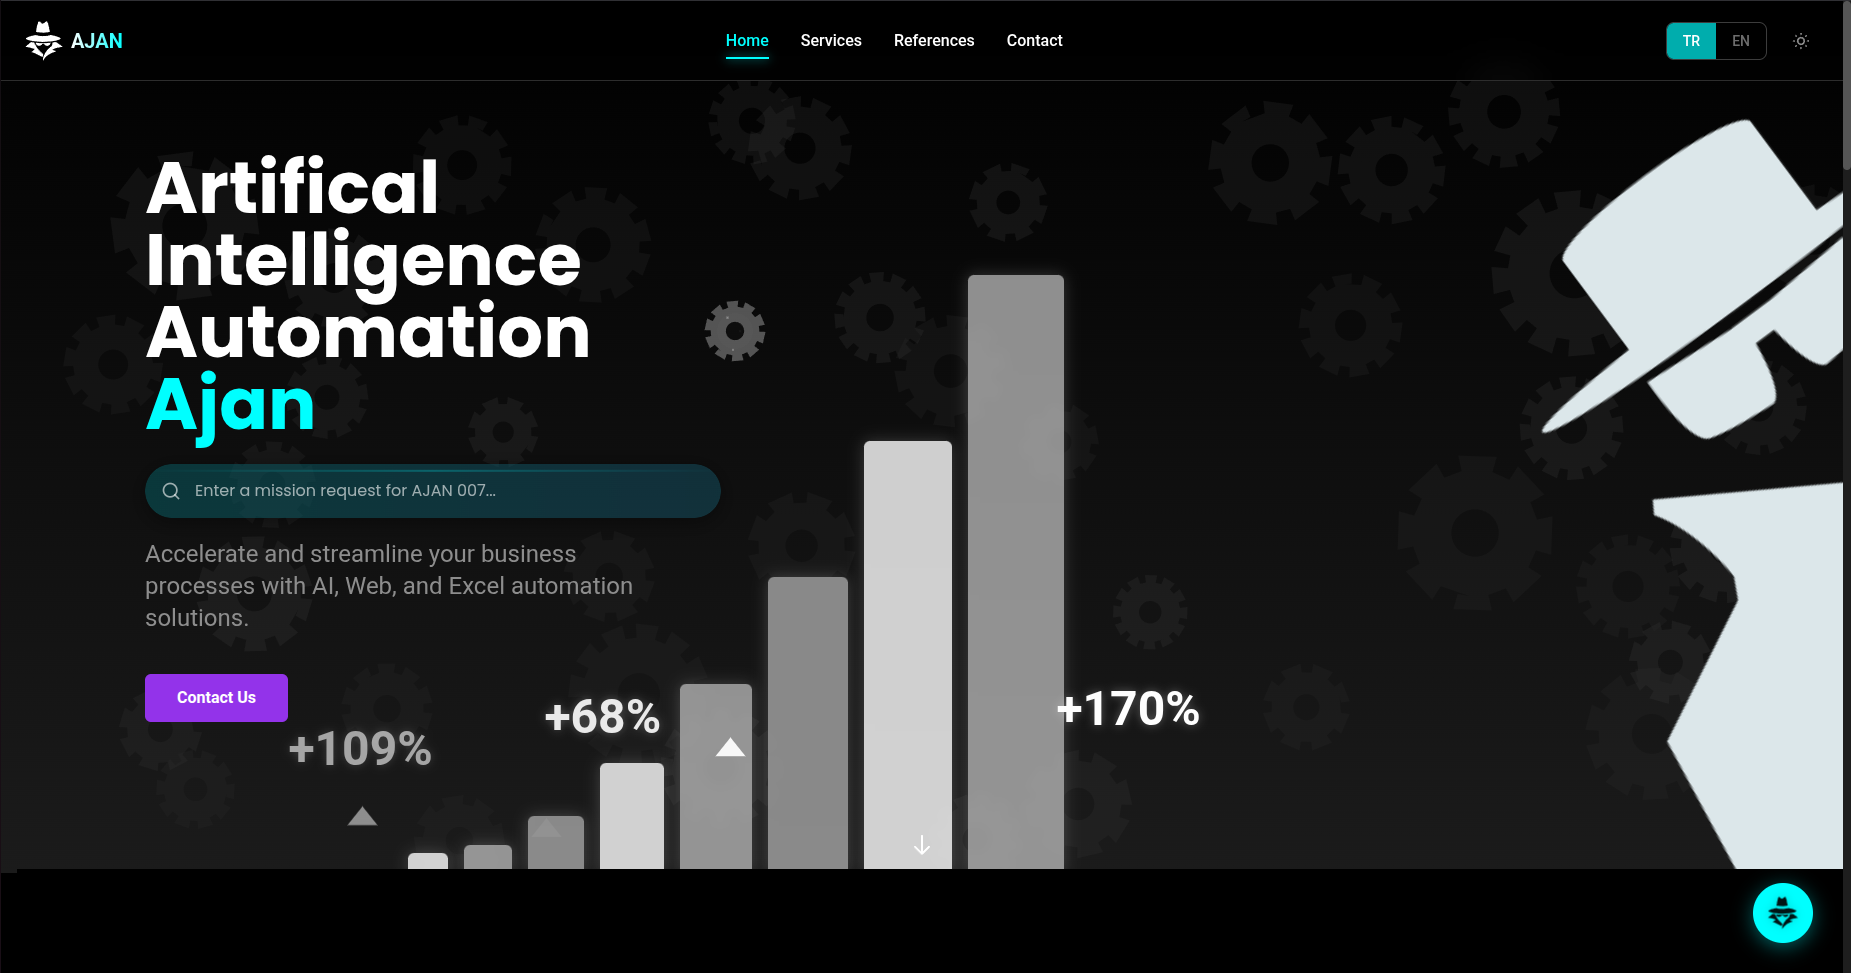 AJAN
Home
Services
References
Contact
TR
EN
Artifical
Intelligence
Automation
Ajan
Enter a mission request for AJAN 007...
Accelerate and streamline your business
processes with AI, Web, and Excel automation
solutions.
Contact Us
+109%
+68%
+170%